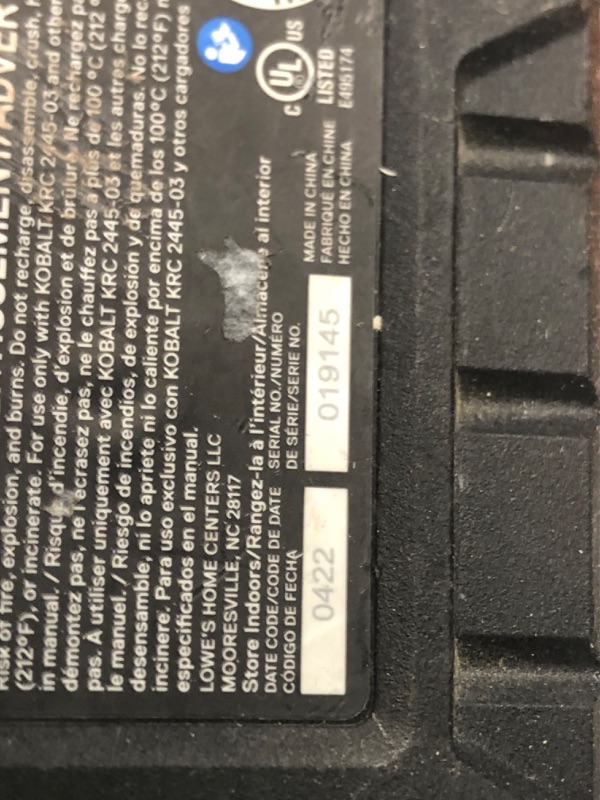 of fire, explosion, and burns. Do not recharge, disassemble, crush,
(212°F), or incinerate. For use only with KOBALT KRC 2445-03 and other
in manual. / Risque d'incendie, d'explosion et de brûlure. Ne rechargez
démontez pas, ne l'écrasez pas, ne le chauffez pas à plus de 100 °C (212 °
pas. À utiliser uniquement avec KOBALT KRC 2445-03 et les autres
le manuel. / Riesgo de incendios, de explosión y de quemaduras. No lo
desensamble, ni lo apriete ni lo caliente por encima de los 100°C (212°F)
incinere. Para uso exclusivo con KOBALT KRC 2445-03 y otros cargadores
especificados en el manual.
LOWE'S HOME CENTERS LLC
MOORESVILLE, NC 28117
Store Indoors/Rangez-la à l'intérieur/Almacene al interior
DATE CODE/CODE DE DATE
CÓDIGO DE FECHA
0422
SERIAL NO./NUMÉRO
DE SÉRIE/SERIE NO.
019145
MADE IN CHINA
FABRIQUÉ EN CHINE
HECHO EN CHINA
C UL US
LISTED
E495174